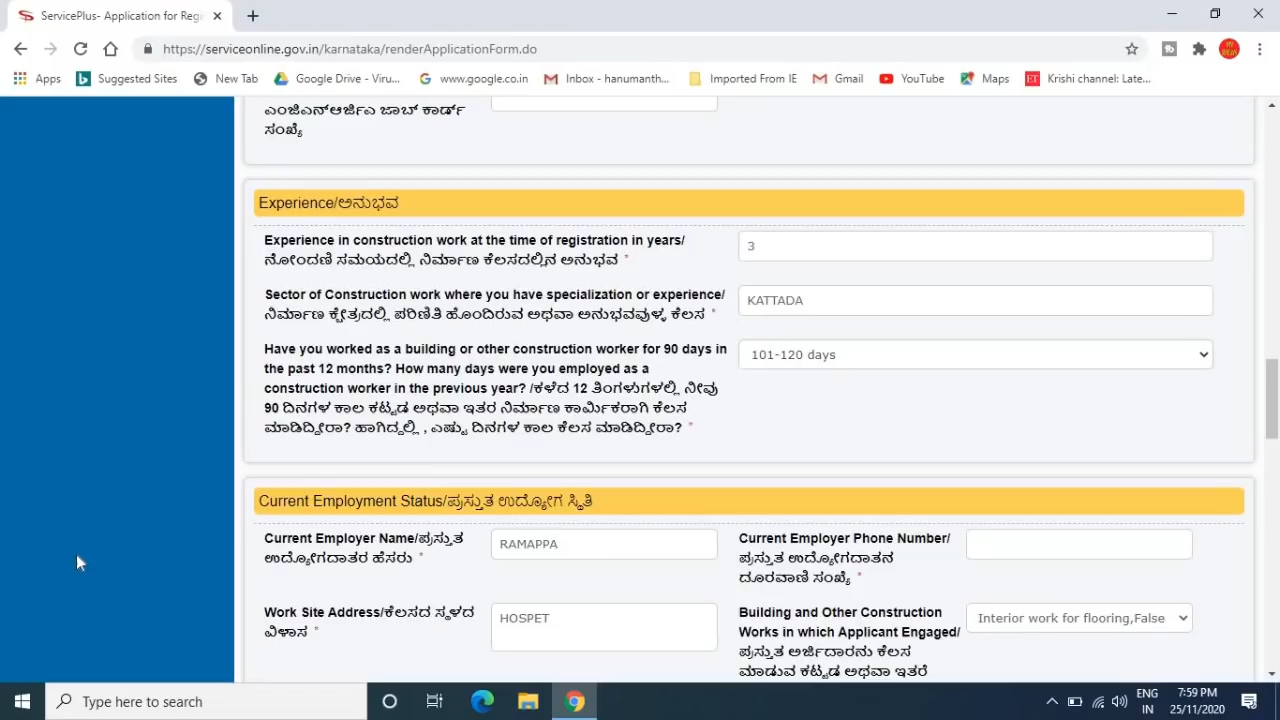 ServicePlus- Application for Reg
https://serviceonline.gov.in/karnataka/renderApplicationForm.do
Apps Suggested Sites New Tab Google Drive - Viru... www.google.co.in Inbox - hanumanth... Imported From IE Gmail YouTube Maps Krishi channel: Late...
ಎಂಜಿಎನ್ಆರ್ಜಿಎ ಜಾಬ್ ಕಾರ್ಡ್
ಸಂಖ್ಯೆ
Experience/ಅನುಭವ
Experience in construction work at the time of registration in years/
ನೋಂದಣಿ ಸಮಯದಲ್ಲಿ ನಿರ್ಮಾಣ ಕೆಲಸದಲ್ಲಿನ ಅನುಭವ *
3
Sector of Construction work where you have specialization or experience/
ನಿರ್ಮಾಣ ಕ್ಷೇತ್ರದಲ್ಲಿ ಪರಿಣಿತಿ ಹೊಂದಿರುವ ಅಥವಾ ಅನುಭವವುಳ್ಳ ಕೆಲಸ *
KATTADA
Have you worked as a building or other construction worker for 90 days in
the past 12 months? How many days were you employed as a
construction worker in the previous year? /ಕಳೆದ 12 ತಿಂಗಳುಗಳಲ್ಲಿ ನೀವು
90 ದಿನಗಳ ಕಾಲ ಕಟ್ಟಡ ಅಥವಾ ಇತರ ನಿರ್ಮಾಣ ಕಾರ್ಮಿಕರಾಗಿ ಕೆಲಸ
ಮಾಡಿದ್ದೀರಾ? ಹಾಗಿದ್ದಲ್ಲಿ , ಎಷ್ಟು ದಿನಗಳ ಕಾಲ ಕೆಲಸ ಮಾಡಿದ್ದೀರಾ? *
101-120 days
Current Employment Status/ಪ್ರಸ್ತುತ ಉದ್ಯೋಗ ಸ್ಥಿತಿ
Current Employer Name/ಪ್ರಸ್ತುತ
ಉದ್ಯೋಗದಾತರ ಹೆಸರು *
RAMAPPA
Current Employer Phone Number/
ಪ್ರಸ್ತುತ ಉದ್ಯೋಗದಾತನ
ದೂರವಾಣಿ ಸಂಖ್ಯೆ *
Work Site Address/ಕೆಲಸದ ಸ್ಥಳದ
ವಿಳಾಸ *
HOSPET
Building and Other Construction
Works in which Applicant Engaged/
ಪ್ರಸ್ತುತ ಅರ್ಜಿದಾರನು ಕೆಲಸ
ಮಾಡುವ ಕಟ್ಟಡ ಅಥವಾ ಇತರೆ
Interior work for flooring,False
Type here to search
ENG
IN
7:59 PM
25/11/2020